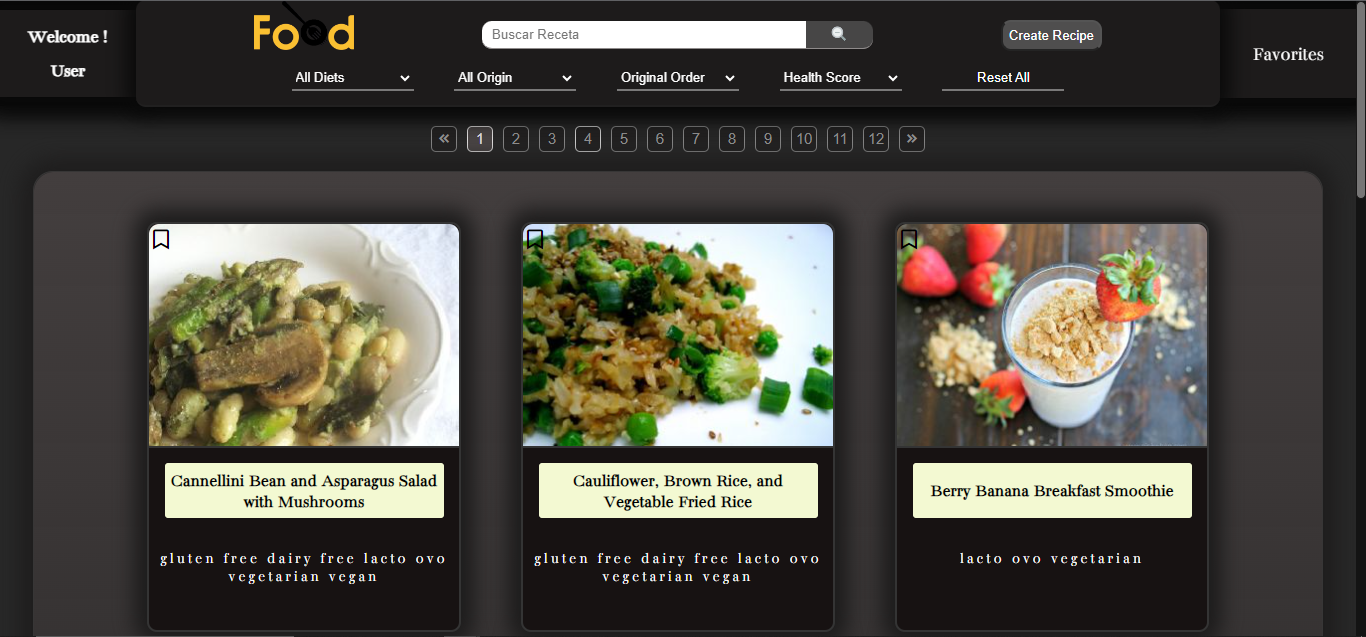 Welcome !
User
Food
Buscar Receta
Create Recipe
Favorites
All Diets
All Origin
Original Order
Health Score
Reset All
« 1 2 3 4 5 6 7 8 9 10 11 12 »
Cannellini Bean and Asparagus Salad
with Mushrooms
gluten free dairy free lacto ovo
vegetarian vegan
Cauliflower, Brown Rice, and
Vegetable Fried Rice
gluten free dairy free lacto ovo
vegetarian vegan
Berry Banana Breakfast Smoothie
lacto ovo vegetarian